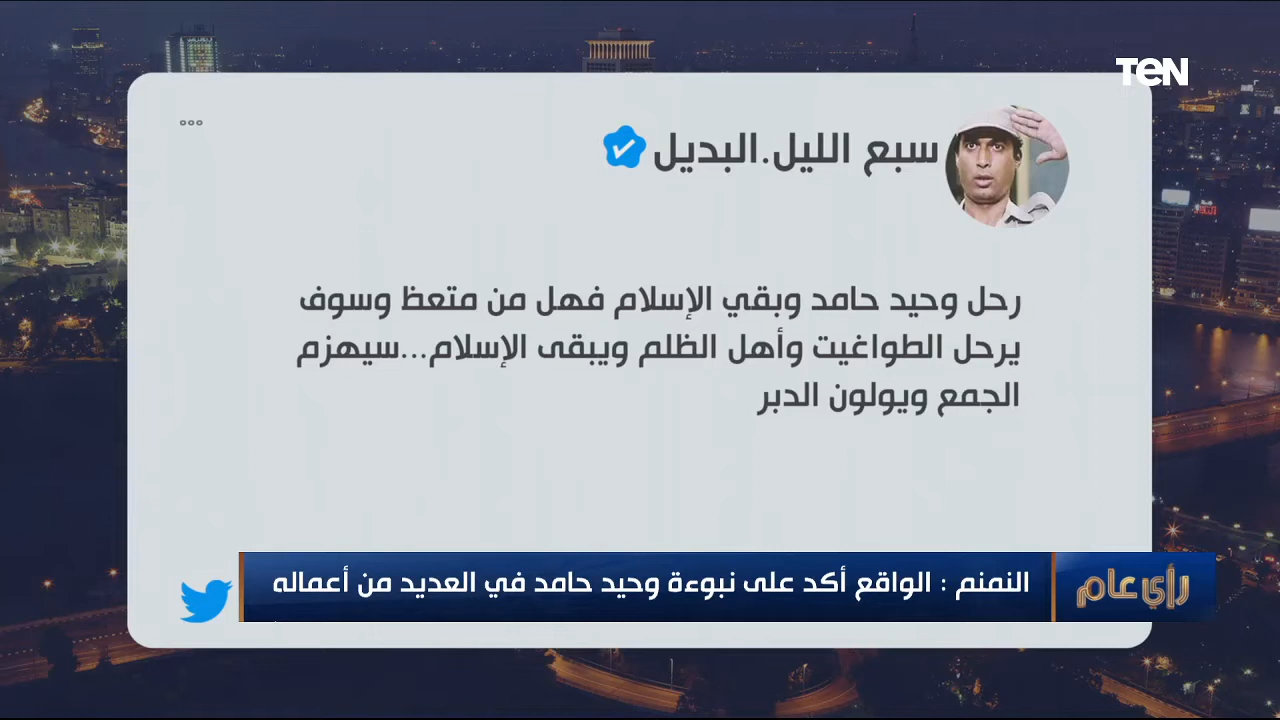 TEN
سبع الليل.البديل
رحل وحيد حامد وبقي الإسلام فهل من متعظ وسوف
يرحل الطواغيت وأهل الظلم ويبقى الإسلام...سيهزم
الجمع ويولون الدبر
رأي عام
النمنم : الواقع أكد على نبوءة وحيد حامد في العديد من أعماله